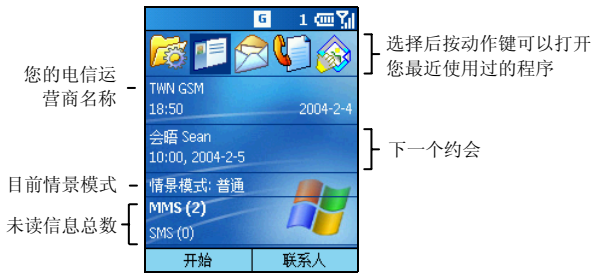 G 1
选择后按动作键可以打开
您最近使用过的程序
您的电信运
营商名称
TWN GSM
18:50 2004-2-4
会晤 Sean
10:00, 2004-2-5
下一个约会
目前情景模式
情景模式: 普通
未读信息总数
MMS (2)
SMS (0)
开始 联系人